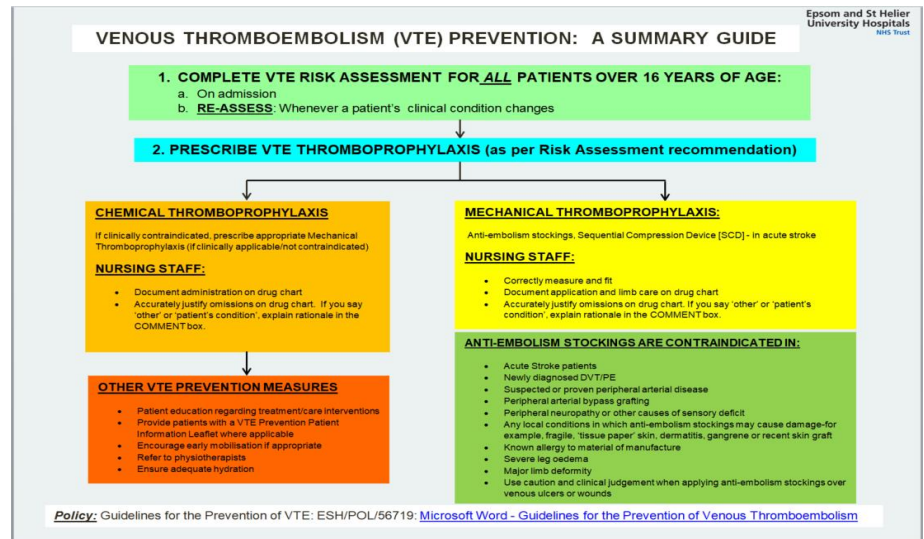 Epsom and St Helier
University Hospitals
NHS Trust
VENOUS THROMBOEMBOLISM (VTE) PREVENTION: A SUMMARY GUIDE
1. COMPLETE VTE RISK ASSESSMENT FOR ALL PATIENTS OVER 16 YEARS OF AGE:
a. On admission
b. RE-ASSESS: Whenever a patient's clinical condition changes
2. PRESCRIBE VTE THROMBOPROPHYLAXIS (as per Risk Assessment recommendation)
CHEMICAL THROMBOPROPHYLAXIS
If clinically contraindicated, prescribe appropriate Mechanical
Thromboprophylaxis (if clinically applicable/not contraindicated)
NURSING STAFF:
• Document administration on drug chart
• Accurately justify omissions on drug chart. If you say
'other' or 'patient's condition', explain rationale in the
COMMENT box.
OTHER VTE PREVENTION MEASURES
• Patient education regarding treatment/care interventions
• Provide patients with a VTE Prevention Patient
Information Leaflet where applicable
• Encourage early mobilisation if appropriate
• Refer to physiotherapists
• Ensure adequate hydration
MECHANICAL THROMBOPROPHYLAXIS:
Anti-embolism stockings, Sequential Compression Device [SCD] - in acute stroke
NURSING STAFF:
• Correctly measure and fit
• Document application and limb care on drug chart
• Accurately justify omissions on drug chart. If you say 'other' or 'patient's
condition', explain rationale in the COMMENT box.
ANTI-EMBOLISM STOCKINGS ARE CONTRAINDICATED IN:
• Acute Stroke patients
• Newly diagnosed DVT/PE
• Suspected or proven peripheral arterial disease
• Peripheral arterial bypass grafting
• Peripheral neuropathy or other causes of sensory deficit
• Any local conditions in which anti-embolism stockings may cause damage-for
example, fragile, 'tissue paper' skin, dermatitis, gangrene or recent skin graft
• Known allergy to material of manufacture
• Severe leg oedema
• Major limb deformity
• Use caution and clinical judgement when applying anti-embolism stockings over
venous ulcers or wounds
Policy: Guidelines for the Prevention of VTE: ESH/POL/56719: Microsoft Word - Guidelines for the Prevention of Venous Thromboembolism